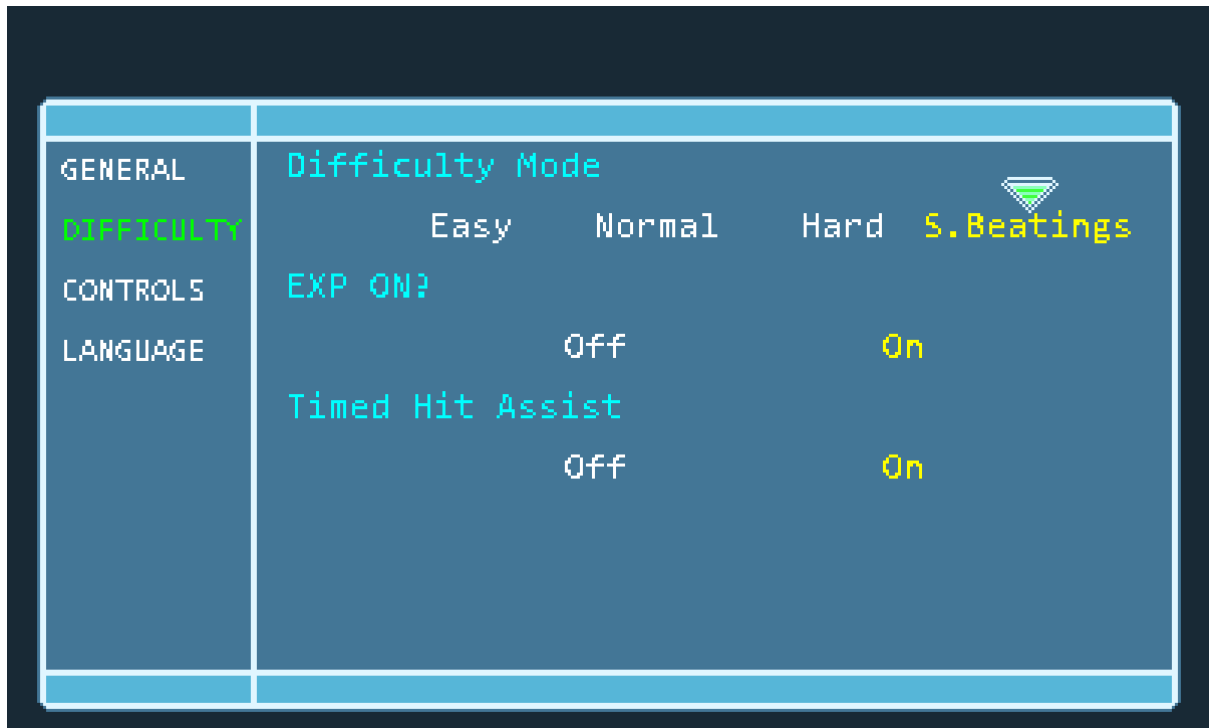 GENERAL
DIFFICULTY
CONTROLS
LANGUAGE
Difficulty Mode
Easy Normal Hard S.Beatings
EXP ON?
Off On
Timed Hit Assist
Off On